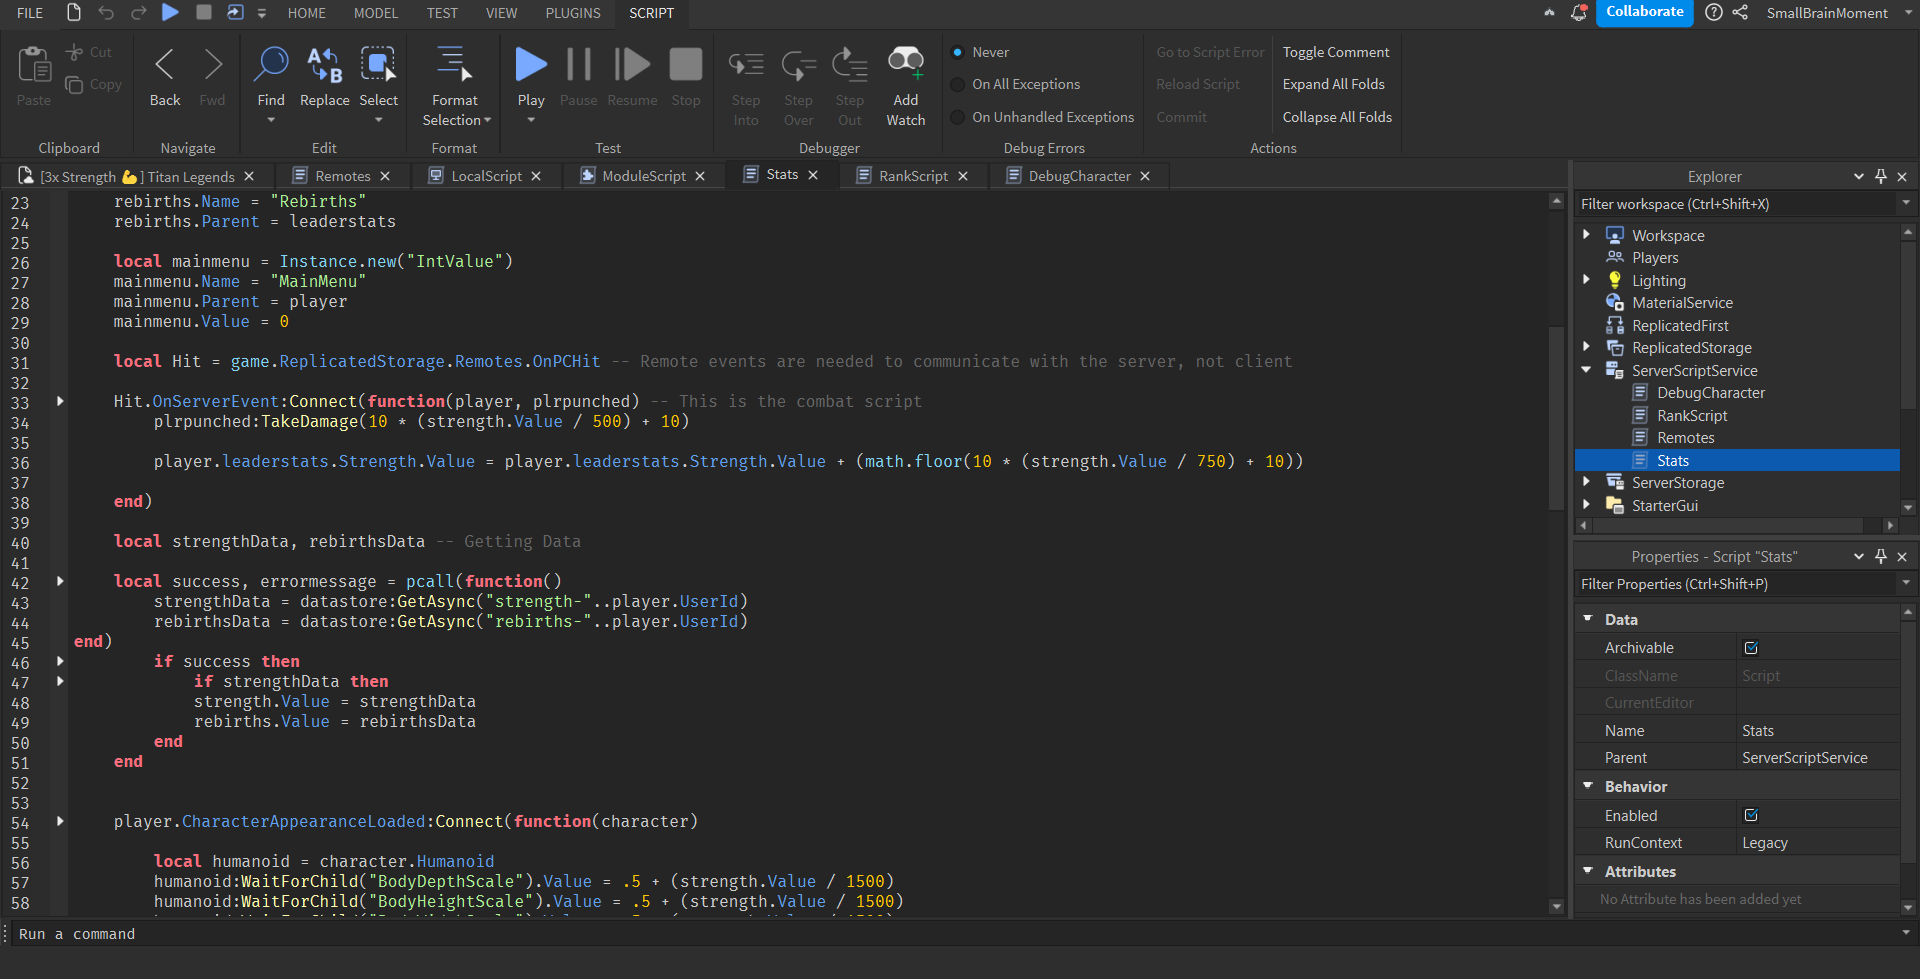 FILE HOME MODEL TEST VIEW PLUGINS SCRIPT Collaborate SmallBrainMoment
Paste Cut Copy Clipboard
Back Fwd Navigate
Find Replace Select Edit
Format Selection Format
Play Pause Resume Stop Test
Step Into Step Over Step Out Add Watch Debugger
Never
On All Exceptions
On Unhandled Exceptions
Debug Errors
Go to Script Error Toggle Comment
Reload Script Expand All Folds
Commit Collapse All Folds
Actions
[3x Strength 💪] Titan Legends Remotes LocalScript ModuleScript Stats RankScript DebugCharacter
23 rebirths.Name = "Rebirths"
24 rebirths.Parent = leaderstats
25
26 local mainmenu = Instance.new("IntValue")
27 mainmenu.Name = "MainMenu"
28 mainmenu.Parent = player
29 mainmenu.Value = 0
30
31 local Hit = game.ReplicatedStorage.Remotes.OnPCHit -- Remote events are needed to communicate with the server, not client
32
33 Hit.OnServerEvent:Connect(function(player, plrpunched) -- This is the combat script
34 plrpunched:TakeDamage(10 * (strength.Value / 500) + 10)
35
36 player.leaderstats.Strength.Value = player.leaderstats.Strength.Value + (math.floor(10 * (strength.Value / 750) + 10))
37
38 end)
39
40 local strengthData, rebirthsData -- Getting Data
41
42 local success, errormessage = pcall(function()
43 strengthData = datastore:GetAsync("strength-"..player.UserId)
44 rebirthsData = datastore:GetAsync("rebirths-"..player.UserId)
45 end)
46 if success then
47 if strengthData then
48 strength.Value = strengthData
49 rebirths.Value = rebirthsData
50 end
51 end
52
53
54 player.CharacterAppearanceLoaded:Connect(function(character)
55
56 local humanoid = character.Humanoid
57 humanoid:WaitForChild("BodyDepthScale").Value = .5 + (strength.Value / 1500)
58 humanoid:WaitForChild("BodyHeightScale").Value = .5 + (strength.Value / 1500)
Run a command
Explorer
Filter workspace (Ctrl+Shift+X)
Workspace
Players
Lighting
MaterialService
ReplicatedFirst
ReplicatedStorage
ServerScriptService
DebugCharacter
RankScript
Remotes
Stats
ServerStorage
StarterGui
Properties - Script "Stats"
Filter Properties (Ctrl+Shift+P)
Data
Archivable
ClassName Script
CurrentEditor
Name Stats
Parent ServerScriptService
Behavior
Enabled
RunContext Legacy
Attributes
No Attribute has been added yet